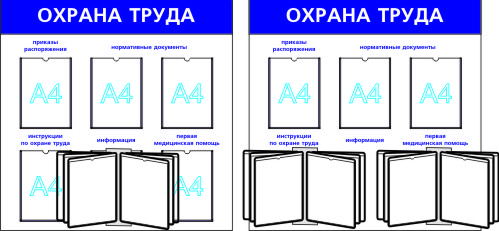 ОХРАНА ТРУДА
приказы
распоряжения
нормативные документы
A4 A4 A4
инструкции
по охране труда
информация
первая
медицинская помощь
A4 A4
ОХРАНА ТРУДА
приказы
распоряжения
нормативные документы
A4 A4 A4
инструкции
по охране труда
информация
первая
медицинская помощь